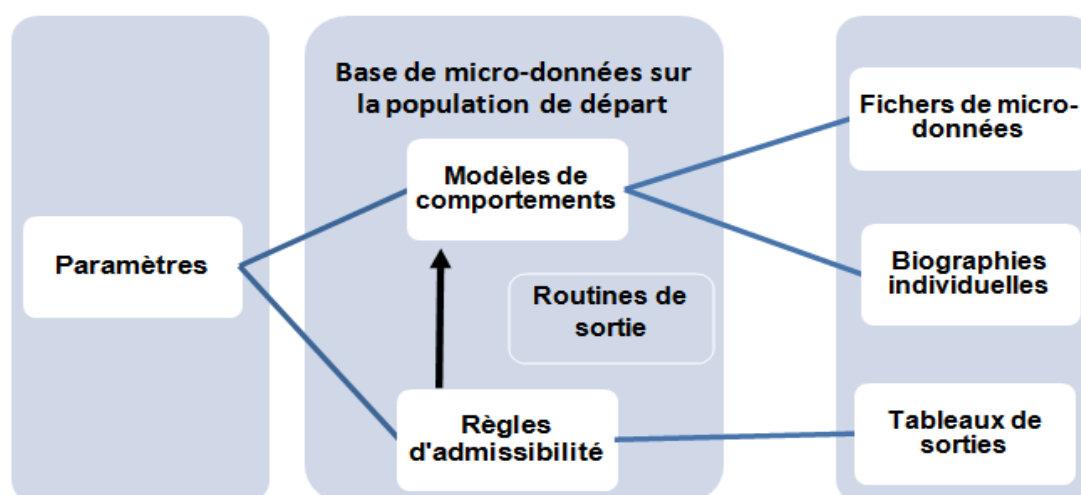 Paramètres
Base de micro-données sur
la population de départ
Modèles de
comportements
Routines de
sortie
Règles
d'admissibilité
Fichers de micro-
données
Biographies
individuelles
Tableaux de
sorties